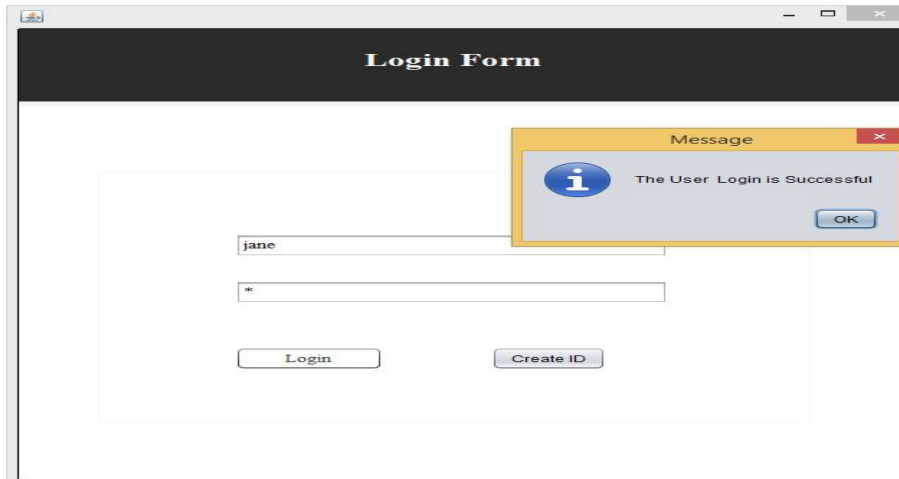 Login Form
Message
The User Login is Successful
OK
jane
*
Login
Create ID